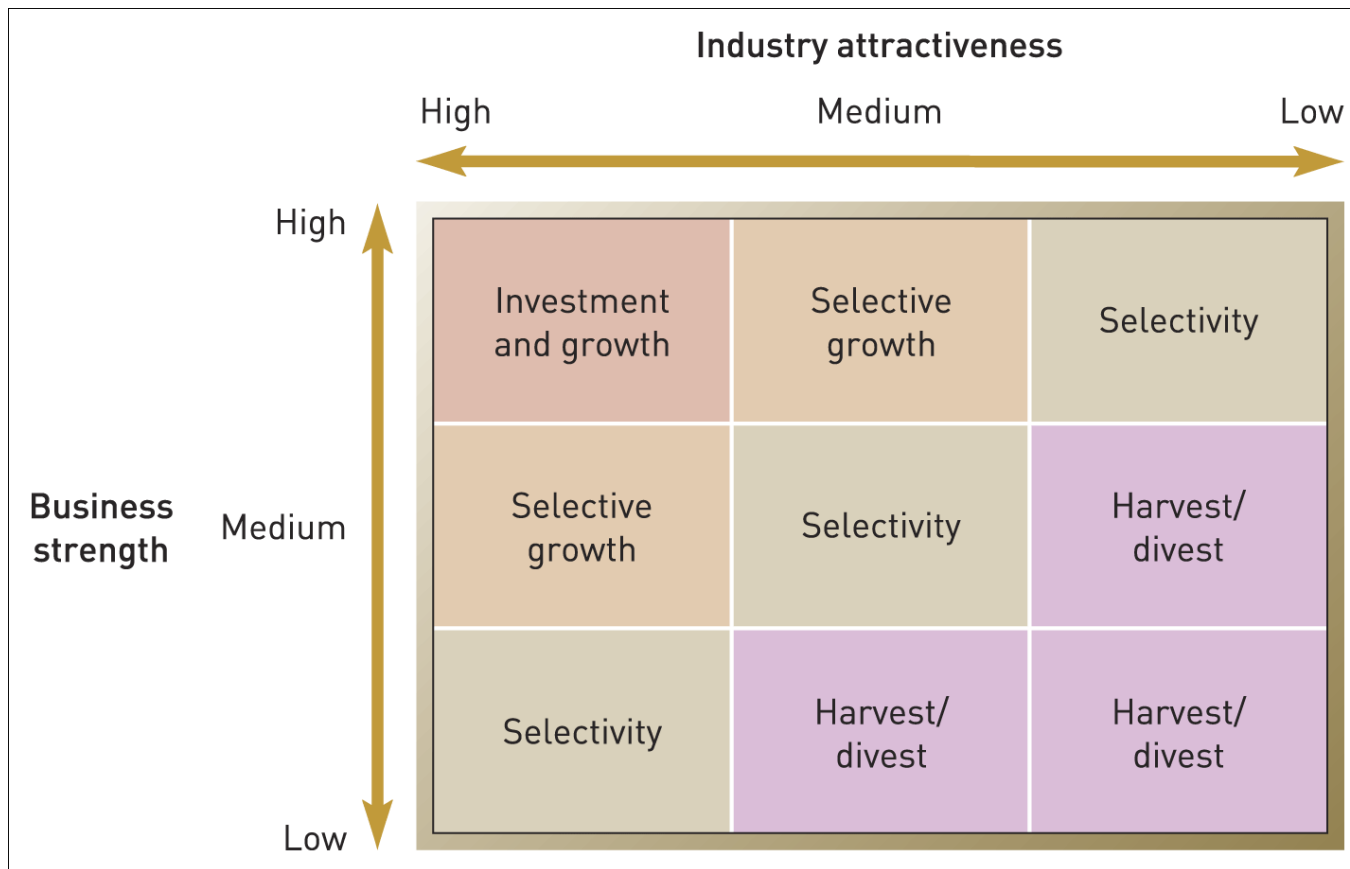 Industry attractiveness
High Medium Low
High
Investment
and growth
Selective
growth
Selectivity
Business
strength
Medium
Selective
growth
Selectivity
Harvest/
divest
Selectivity
Harvest/
divest
Harvest/
divest
Low